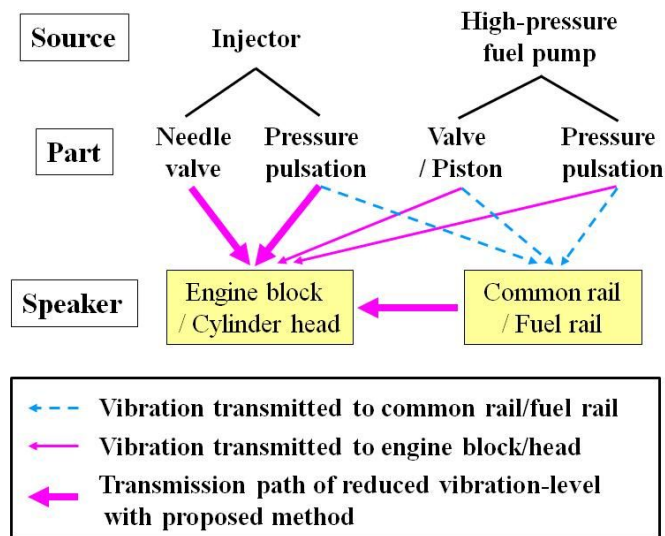 Source
Injector
High-pressure
fuel pump
Part
Needle
valve
Pressure
pulsation
Valve
/ Piston
Pressure
pulsation
Speaker
Engine block
/ Cylinder head
Common rail
/ Fuel rail
Vibration transmitted to common rail/fuel rail
Vibration transmitted to engine block/head
Transmission path of reduced vibration-level
with proposed method